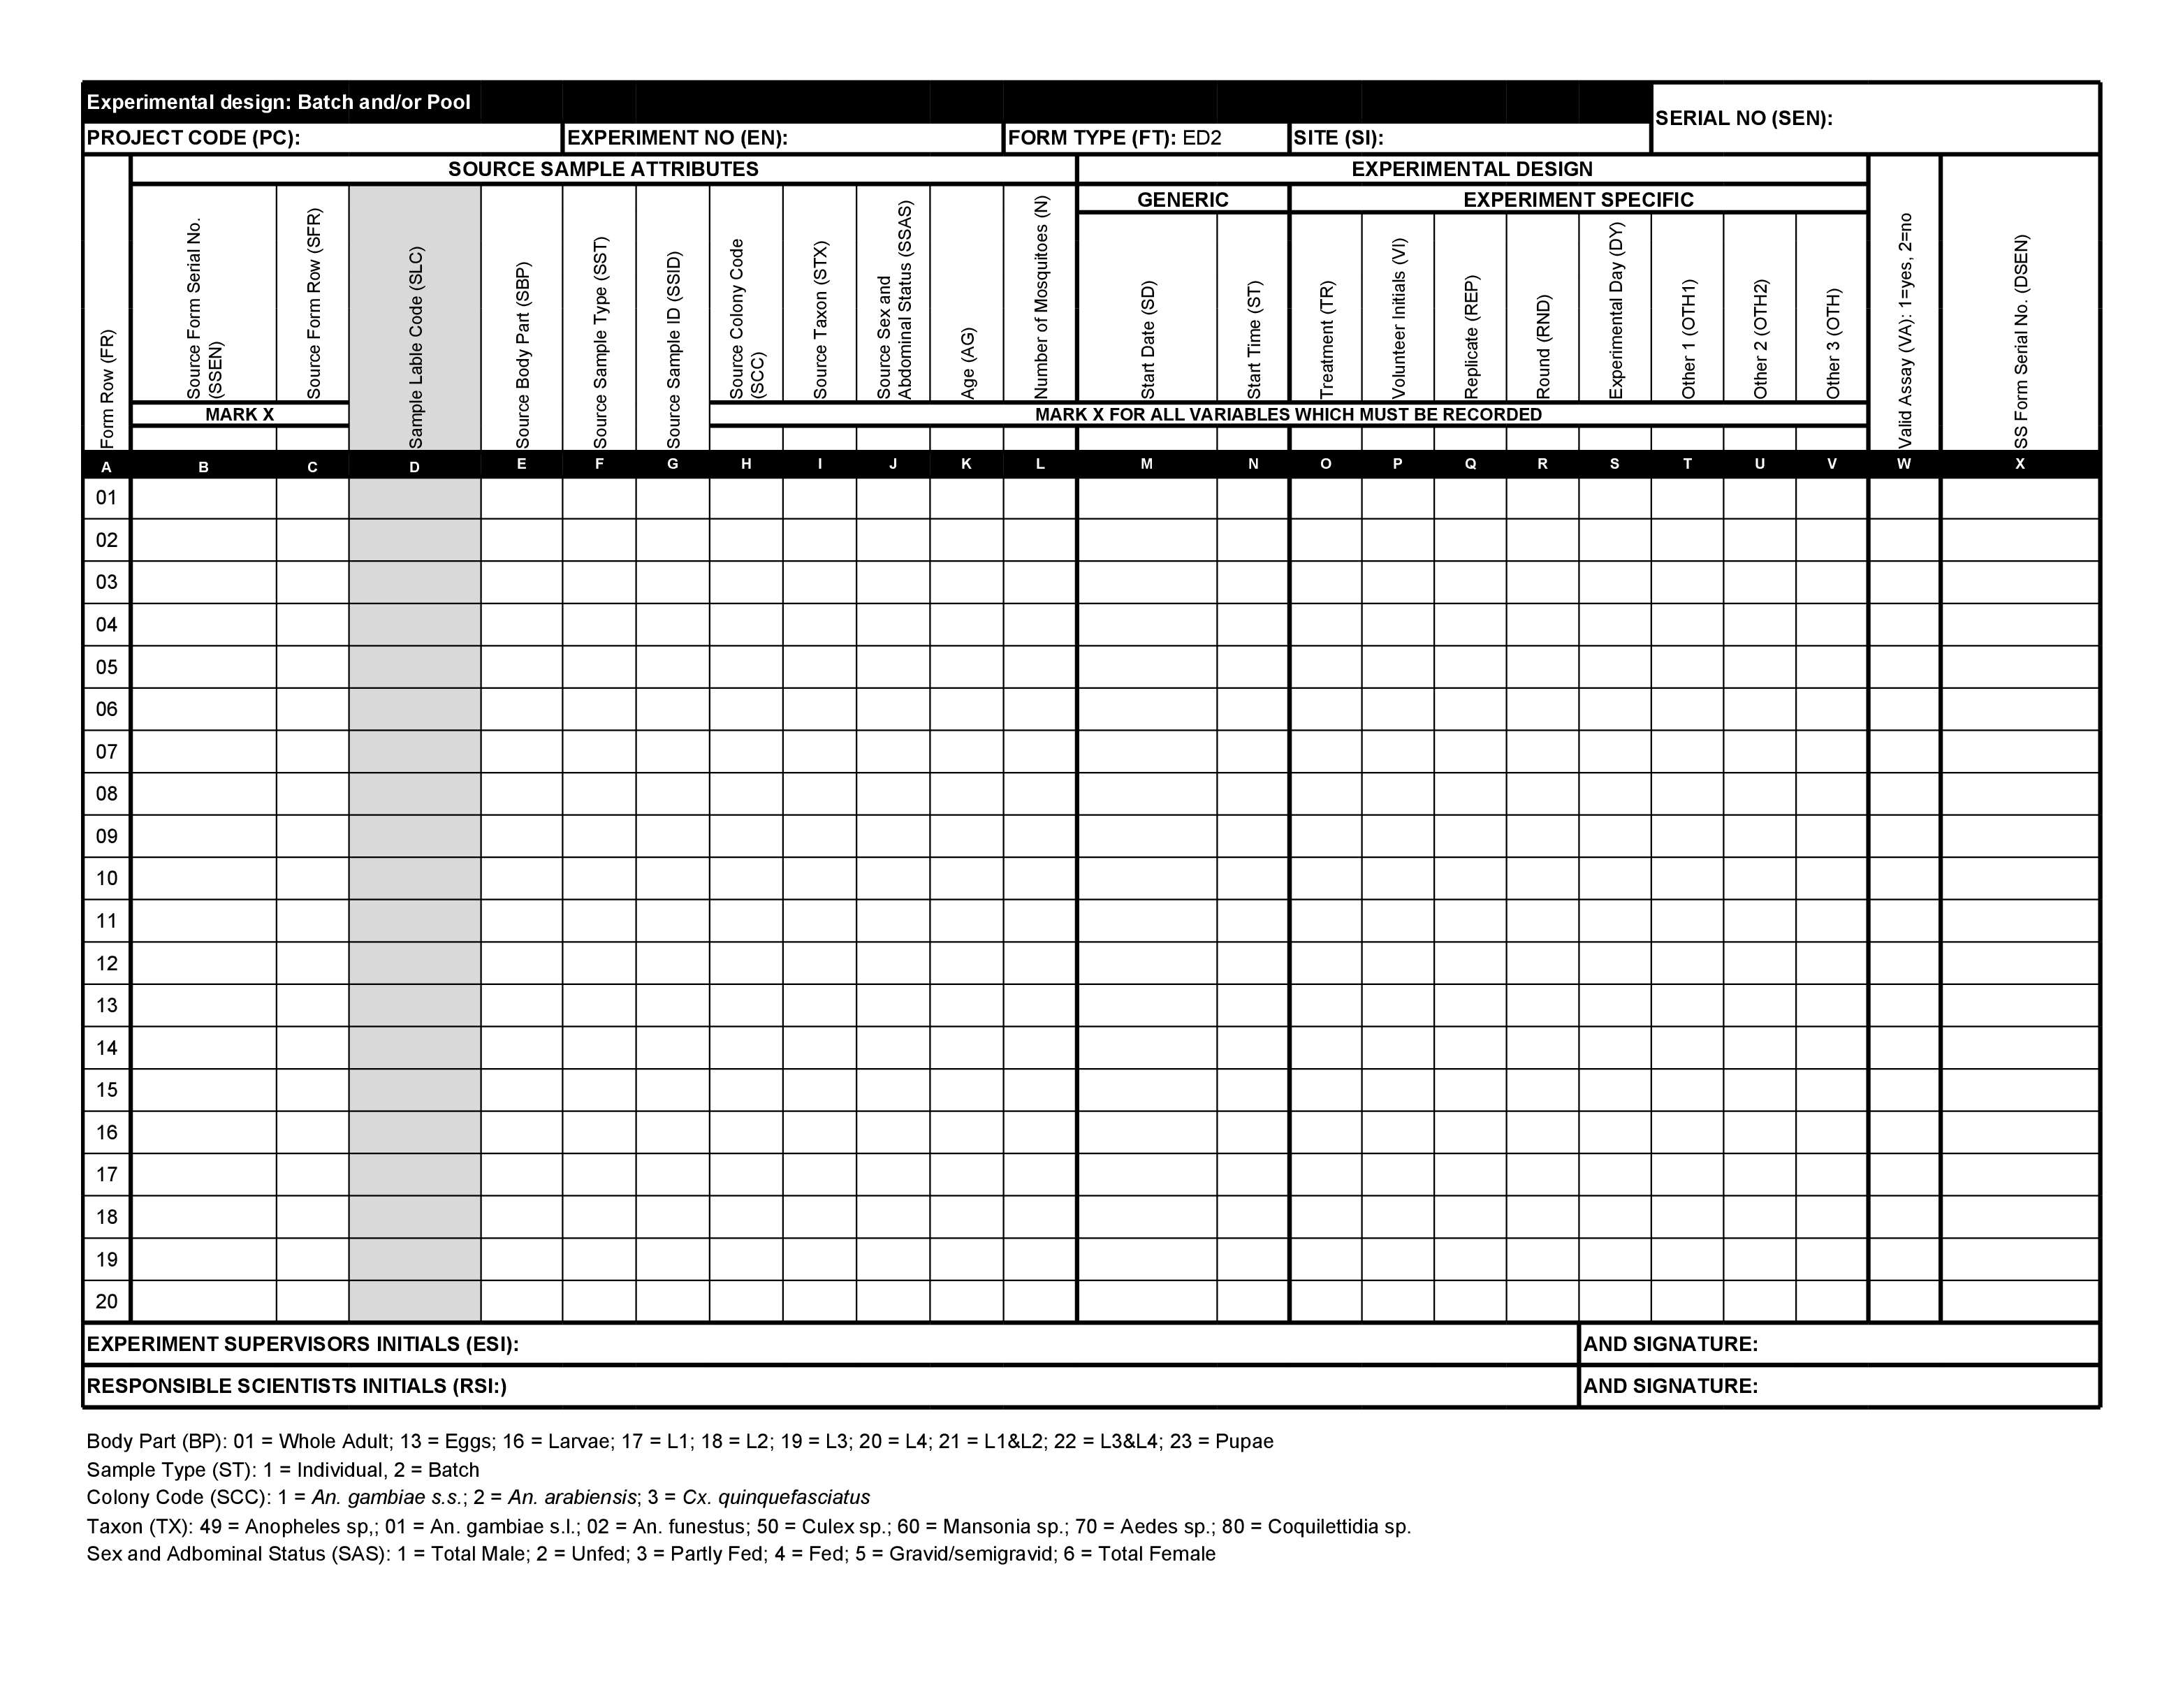 Experimental design: Batch and/or Pool
SERIAL NO (SEN):
PROJECT CODE (PC):
EXPERIMENT NO (EN):
FORM TYPE (FT): ED2
SITE (SI):
SOURCE SAMPLE ATTRIBUTES
EXPERIMENTAL DESIGN
GENERIC
EXPERIMENT SPECIFIC
Form Row (FR)
Source Form Serial No.
(SSEN)
Source Form Row (SFR)
Sample Lable Code (SLC)
Source Body Part (SBP)
Source Sample Type (SST)
Source Sample ID (SSID)
Source Colony Code
(SCC)
Source Taxon (STX)
Source Sex and
Abdominal Status (SSAS)
Age (AG)
Number of Mosquitoes (N)
Start Date (SD)
Start Time (ST)
Treatment (TR)
Volunteer Initials (VI)
Replicate (REP)
Round (RND)
Experimental Day (DY)
Other 1 (OTH1)
Other 2 (OTH2)
Other 3 (OTH)
Valid Assay (VA): 1=yes, 2=no
SS Form Serial No. (DSEN)
MARK X
MARK X FOR ALL VARIABLES WHICH MUST BE RECORDED
A B C D E F G H I J K L M N O P Q R S T U V W X
01
02
03
04
05
06
07
08
09
10
11
12
13
14
15
16
17
18
19
20
EXPERIMENT SUPERVISORS INITIALS (ESI):
AND SIGNATURE:
RESPONSIBLE SCIENTISTS INITIALS (RSI:)
AND SIGNATURE:
Body Part (BP): 01 = Whole Adult; 13 = Eggs; 16 = Larvae; 17 = L1; 18 = L2; 19 = L3; 20 = L4; 21 = L1&L2; 22 = L3&L4; 23 = Pupae
Sample Type (ST): 1 = Individual, 2 = Batch
Colony Code (SCC): 1 = An. gambiae s.s.; 2 = An. arabiensis; 3 = Cx. quinquefasciatus
Taxon (TX): 49 = Anopheles sp,; 01 = An. gambiae s.l.; 02 = An. funestus; 50 = Culex sp.; 60 = Mansonia sp.; 70 = Aedes sp.; 80 = Coquilettidia sp.
Sex and Adbominal Status (SAS): 1 = Total Male; 2 = Unfed; 3 = Partly Fed; 4 = Fed; 5 = Gravid/semigravid; 6 = Total Female